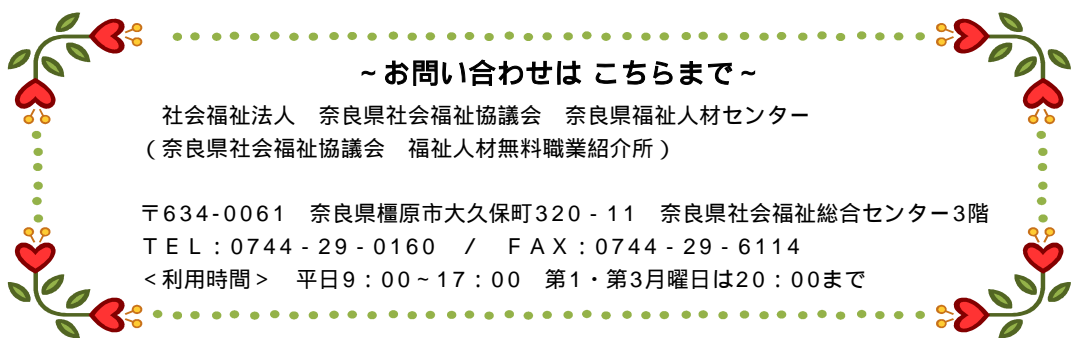 ~お問い合わせは こちらまで~
社会福祉法人　奈良県社会福祉協議会　奈良県福祉人材センター
(奈良県社会福祉協議会　福祉人材無料職業紹介所)
〒634-0061　奈良県橿原市大久保町320‐11　奈良県社会福祉総合センター3階
ＴＥＬ：0744‐29‐0160　/　ＦＡＸ：0744‐29‐6114
＜利用時間＞　平日9：00~17：00　第1・第3月曜日は20：00まで